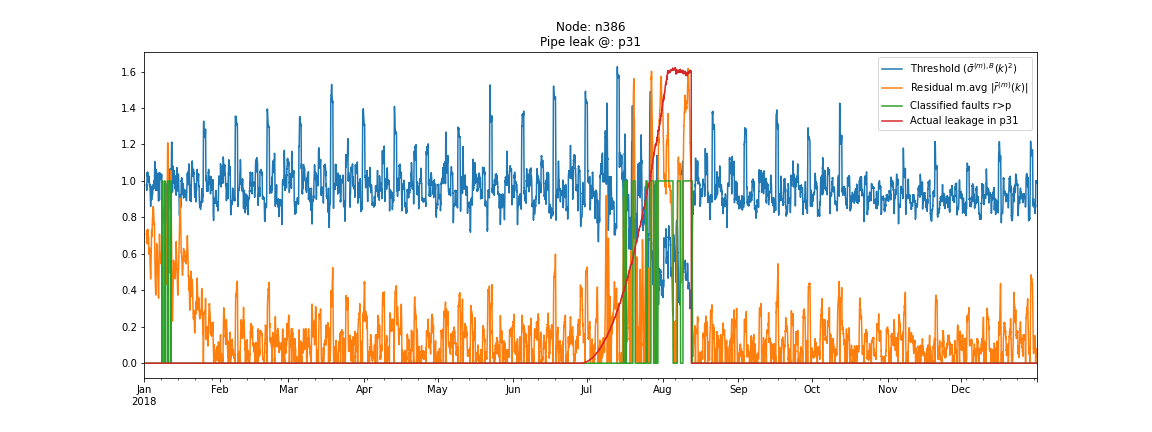 Node: n386
Pipe leak @: p31
Threshold (σ̄⁽ᵐ⁾,ᴮ(k)²)
Residual m.avg |r̄⁽ᵐ⁾(k)|
Classified faults r>p
Actual leakage in p31
1.6
1.4
1.2
1.0
0.8
0.6
0.4
0.2
0.0
Jan Feb Mar Apr May Jun Jul Aug Sep Oct Nov Dec
2018